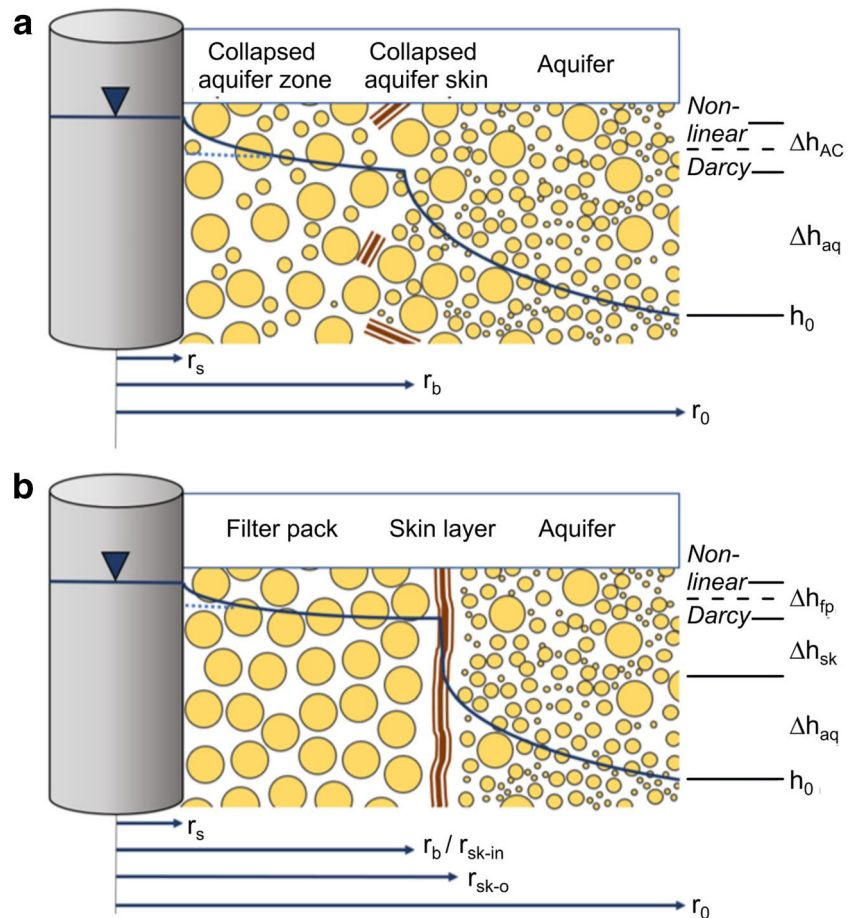 a
Collapsed
aquifer zone
Collapsed
aquifer skin
Aquifer
Non-
linear
Darcy
Δh_AC
Δh_aq
h_0
r_s
r_b
r_0
b
Filter pack
Skin layer
Aquifer
Non-
linear
Darcy
Δh_fp
Δh_sk
Δh_aq
h_0
r_s
r_b / r_sk-in
r_sk-o
r_0